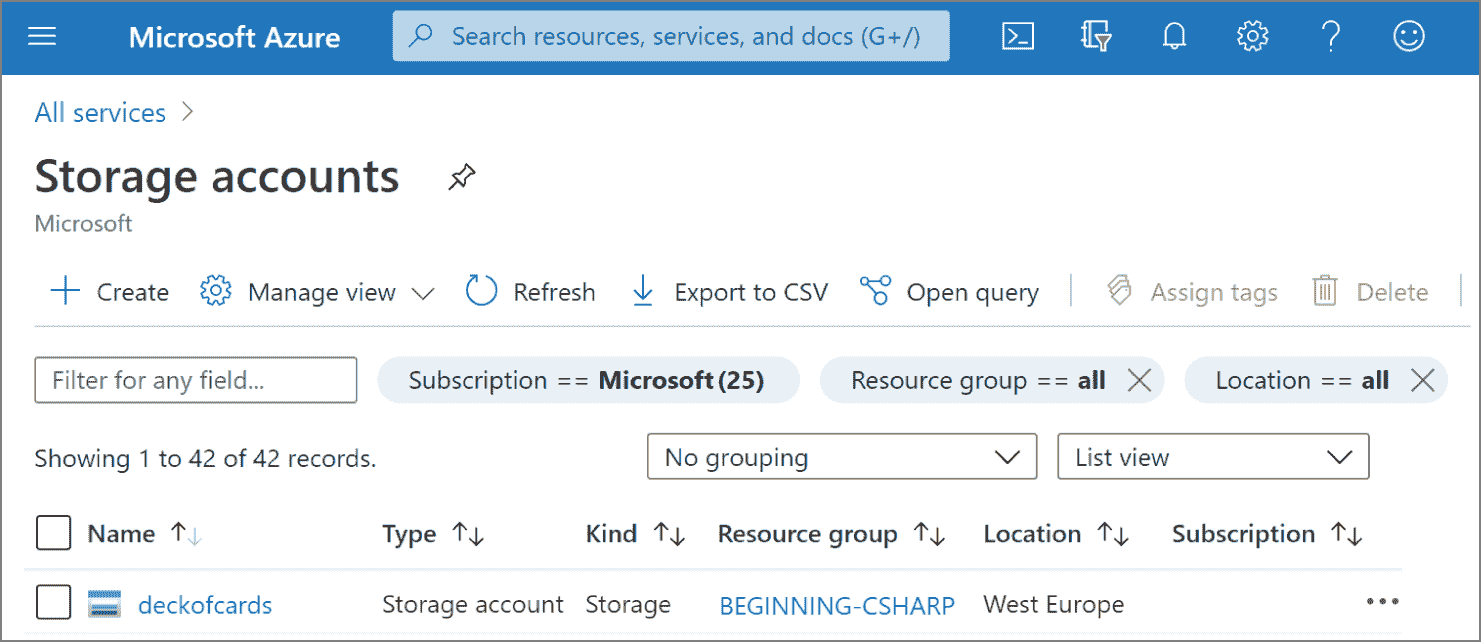 Microsoft Azure Search resources, services, and docs (G+/)
All services
Storage accounts
Microsoft
Create Manage view Refresh Export to CSV Open query Assign tags Delete
Filter for any field... Subscription == Microsoft (25) Resource group == all Location == all
Showing 1 to 42 of 42 records. No grouping List view
Name Type Kind Resource group Location Subscription
deckofcards Storage account Storage BEGINNING-CSHARP West Europe